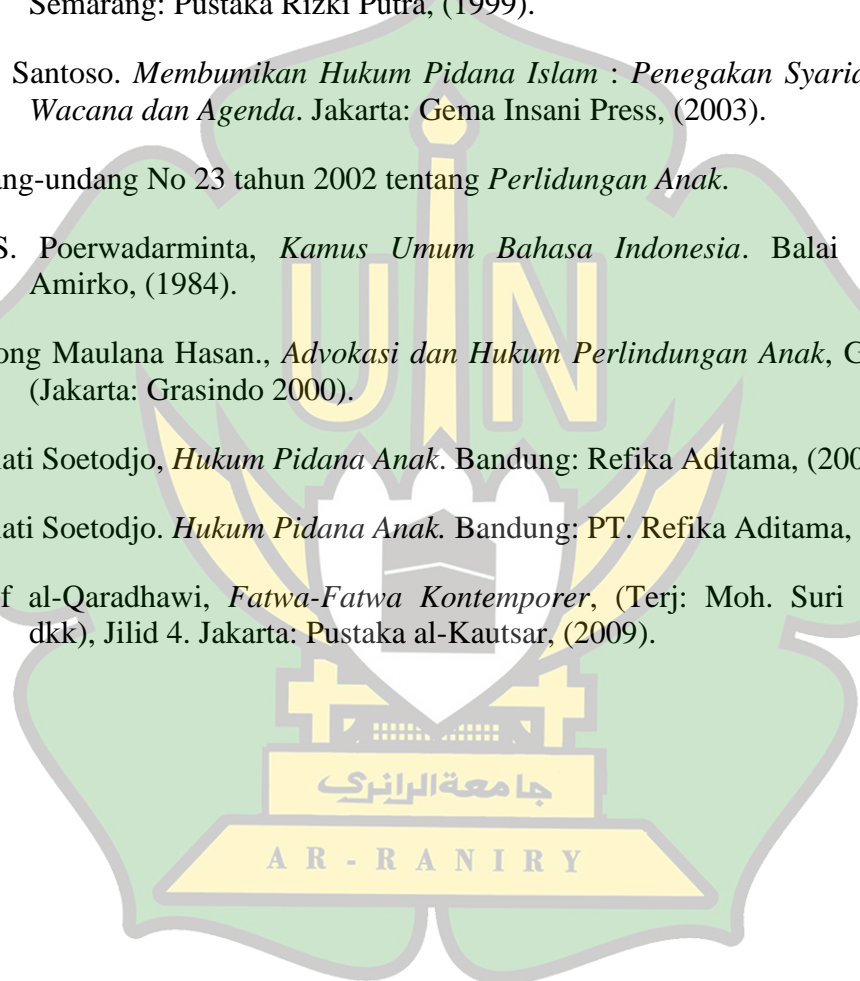 Semarang: Pustaka Rizki Putra, (1999).
Santoso. Membumikan Hukum Pidana Islam : Penegakan Syaria
Wacana dan Agenda. Jakarta: Gema Insani Press, (2003).
ang-undang No 23 tahun 2002 tentang Perlidungan Anak.
S. Poerwadarminta, Kamus Umum Bahasa Indonesia. Balai
Amirko, (1984).
ong Maulana Hasan., Advokasi dan Hukum Perlindungan Anak, G
(Jakarta: Grasindo 2000).
ati Soetodjo, Hukum Pidana Anak. Bandung: Refika Aditama, (200
ati Soetodjo. Hukum Pidana Anak. Bandung: PT. Refika Aditama,
f al-Qaradhawi, Fatwa-Fatwa Kontemporer, (Terj: Moh. Suri
dkk), Jilid 4. Jakarta: Pustaka al-Kautsar, (2009).
UIN
جامعة الرانري
AR-RANIRY